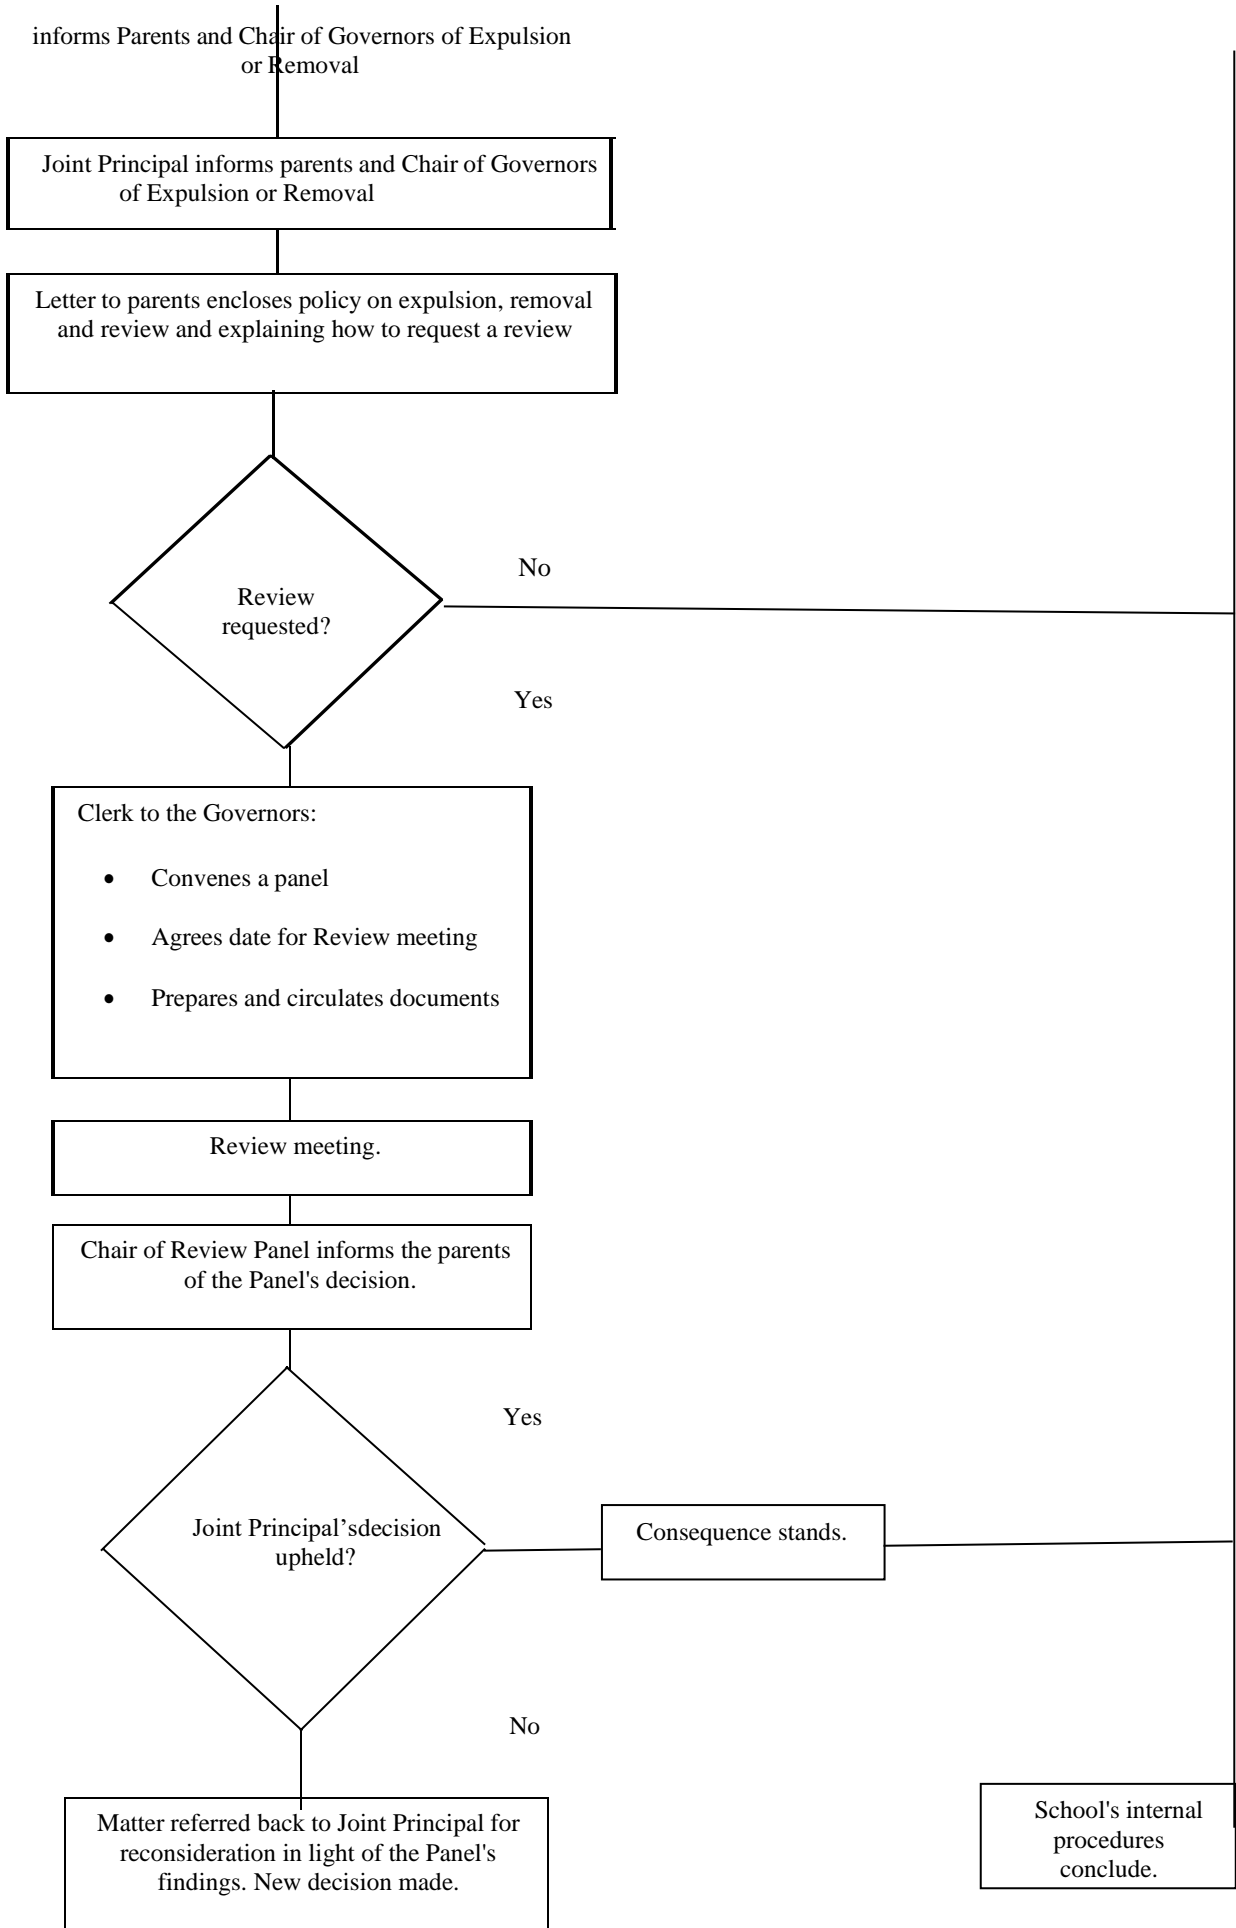 informs Parents and Chair of Governors of Expulsion
or Removal
Joint Principal informs parents and Chair of Governors
of Expulsion or Removal
Letter to parents encloses policy on expulsion, removal
and review and explaining how to request a review
No
Review
requested?
Yes
Clerk to the Governors:
• Convenes a panel
• Agrees date for Review meeting
• Prepares and circulates documents
Review meeting.
Chair of Review Panel informs the parents
of the Panel's decision.
Yes
Joint Principal’sdecision
upheld?
Consequence stands.
No
Matter referred back to Joint Principal for
reconsideration in light of the Panel's
findings. New decision made.
School's internal
procedures
conclude.